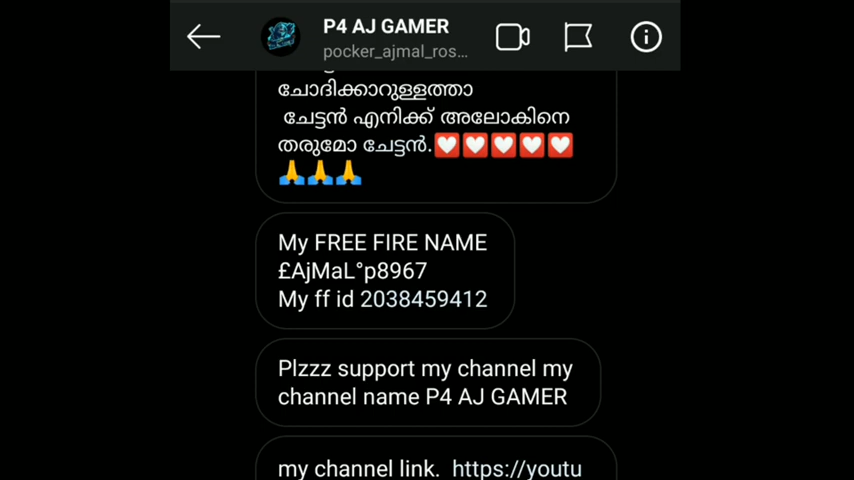 P4 AJ GAMER
pocker_ajmal_ros...
ചോദിക്കാറുള്ളത്താ
ചേട്ടൻ എനിക്ക് അലോകിനെ
തരുമോ ചേട്ടൻ.💟💟💟💟💟
🙏🙏🙏
My FREE FIRE NAME
£AjMaL°p8967
My ff id 2038459412
Plzzz support my channel my
channel name P4 AJ GAMER
my channel link. https://youtu